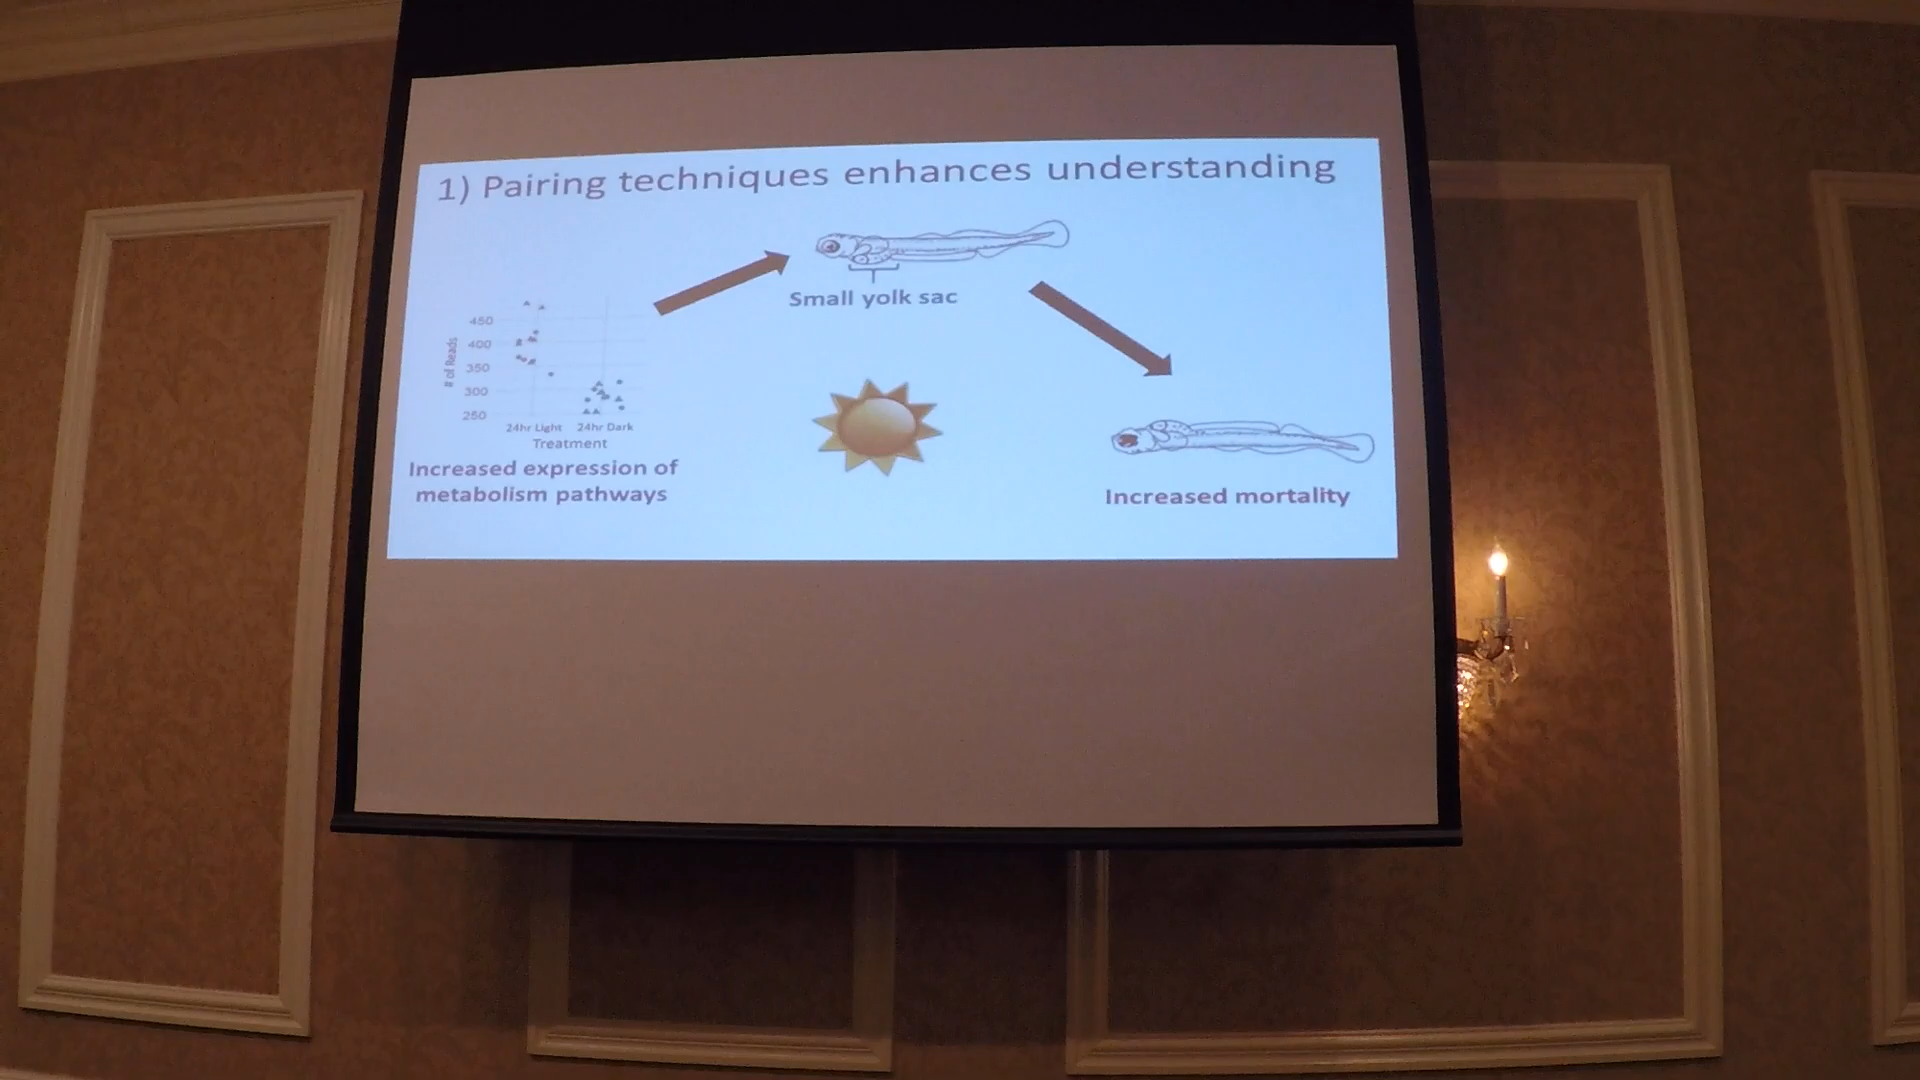 1) Pairing techniques enhances understanding
Small yolk sac
# of Reads
450
400
350
300
250
24hr Light 24hr Dark
Treatment
Increased expression of
metabolism pathways
Increased mortality